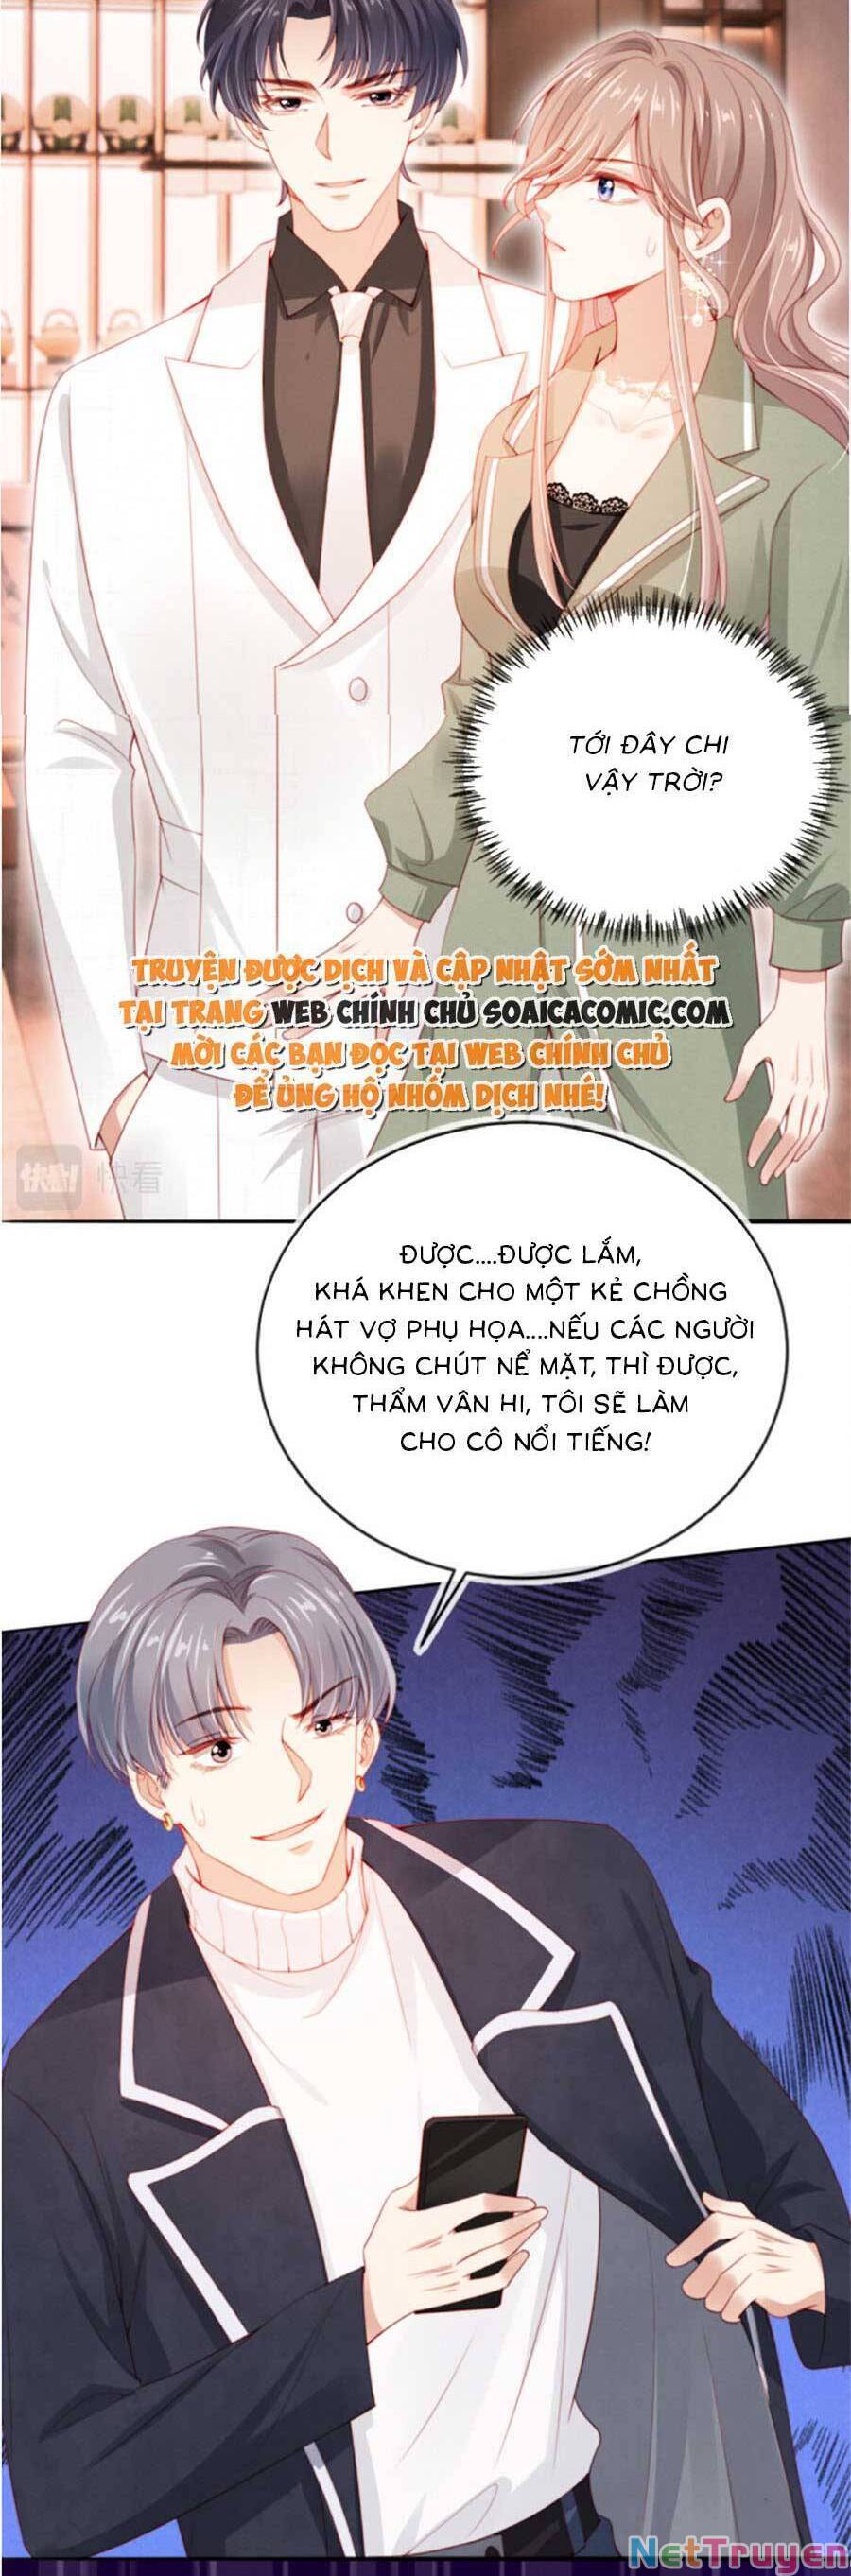 TỚI ĐÂY CHI
VẬY TRỜI?
TRUYỆN ĐƯỢC DỊCH VÀ CẬP NHẬT SỚM NHẤT
TẠI TRANG WEB CHÍNH CHỦ SOAICACOMIC.COM
MỜI CÁC BẠN ĐỌC TẠI WEB CHÍNH CHỦ
ĐỂ ỦNG HỘ NHÓM DỊCH NHÉ!
快看! 快看
ĐƯỢC....ĐƯỢC LẮM,
KHÁ KHEN CHO MỘT KẺ CHỒNG
HÁT VỢ PHỤ HỌA....NẾU CÁC NGƯỜI
KHÔNG CHÚT NỂ MẶT, THÌ ĐƯỢC,
THẨM VÂN HI, TÔI SẼ LÀM
CHO CÔ NỔI TIẾNG!
NetTruyen